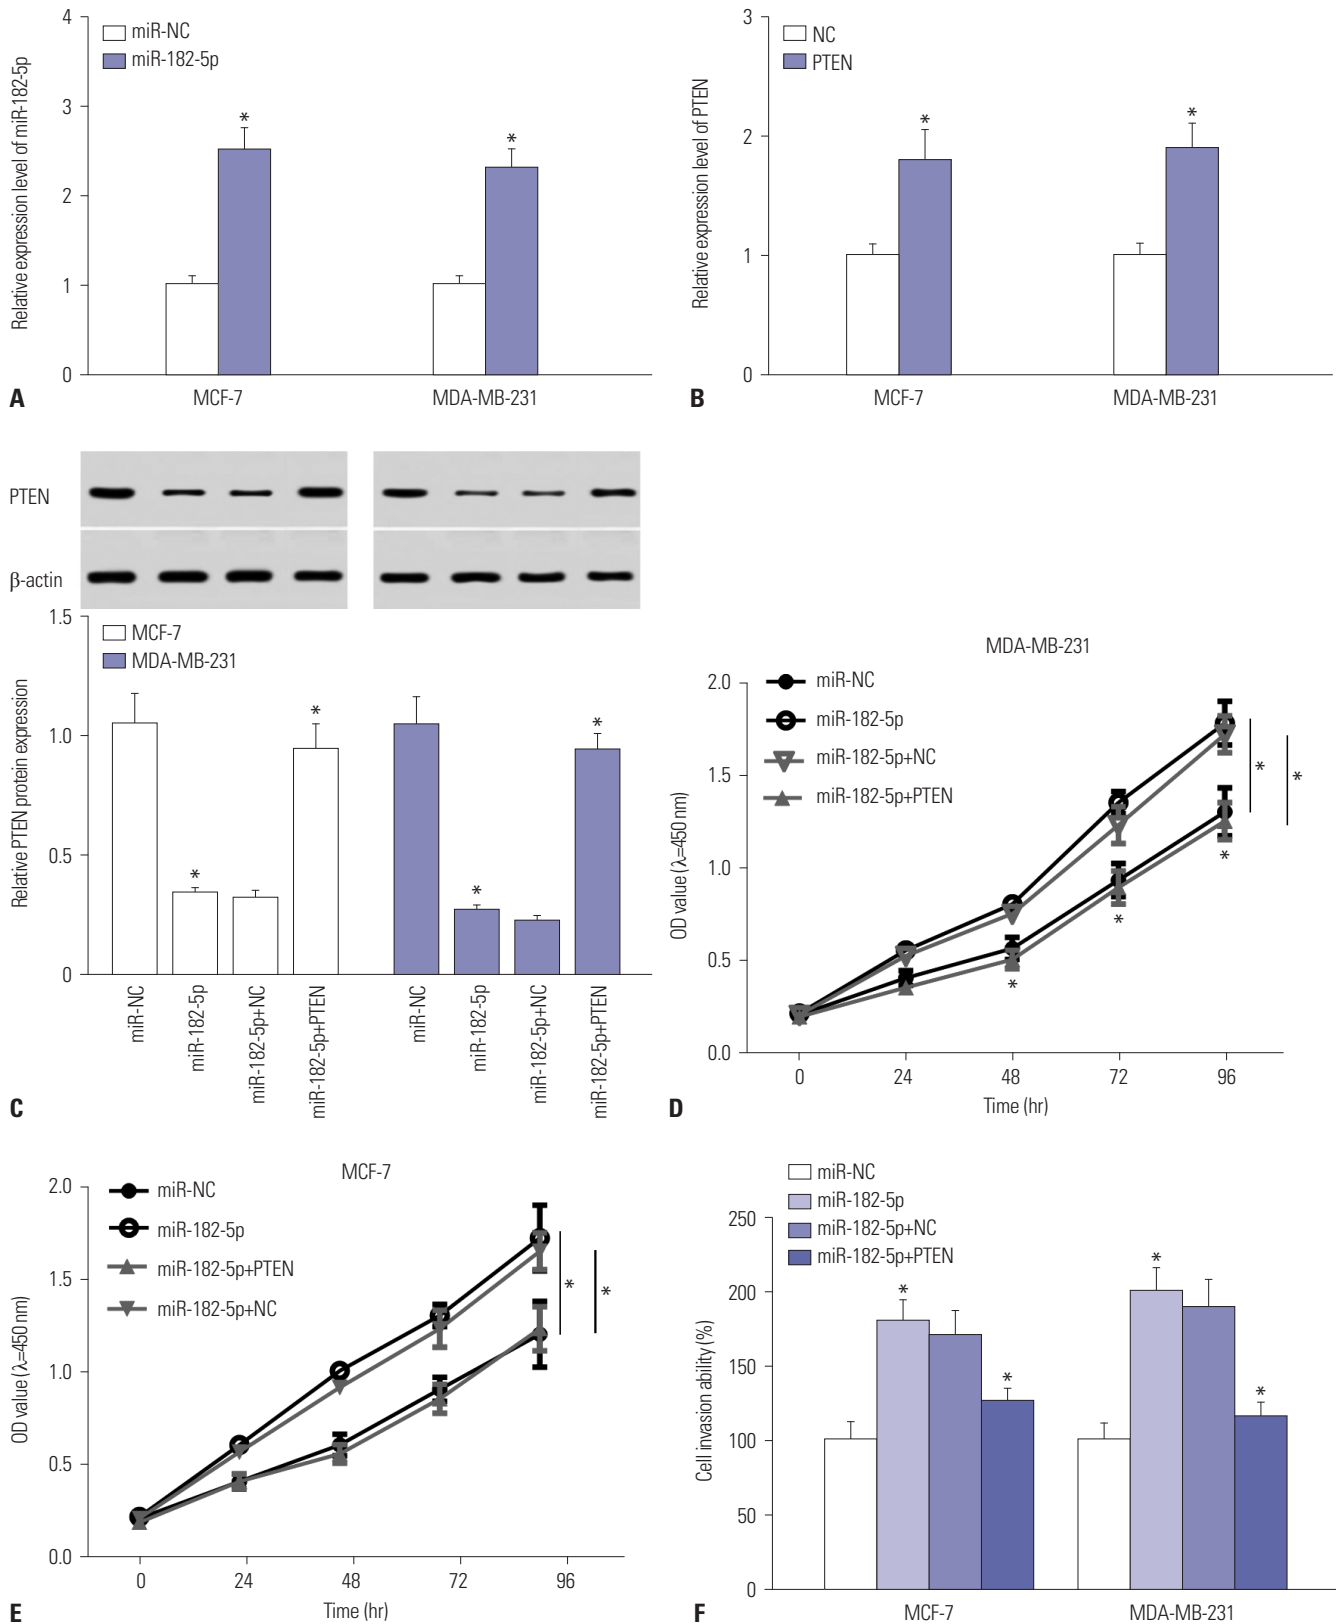 4
3
2
1
0
Relative expression level of miR-182-5p
miR-NC
miR-182-5p
*
*
MCF-7
MDA-MB-231
A
3
2
1
0
Relative expression level of PTEN
NC
PTEN
*
*
MCF-7
MDA-MB-231
B
PTEN
β-actin
1.5
1.0
0.5
0
Relative PTEN protein expression
MCF-7
MDA-MB-231
*
*
*
*
miR-NC
miR-182-5p
miR-182-5p+NC
miR-182-5p+PTEN
miR-NC
miR-182-5p
miR-182-5p+NC
miR-182-5p+PTEN
C
MDA-MB-231
2.0
1.5
1.0
0.5
0.0
OD value (λ=450 nm)
miR-NC
miR-182-5p
miR-182-5p+NC
miR-182-5p+PTEN
*
*
*
*
*
0 24 48 72 96
Time (hr)
D
MCF-7
2.0
1.5
1.0
0.5
0.0
OD value (λ=450 nm)
miR-NC
miR-182-5p
miR-182-5p+PTEN
miR-182-5p+NC
*
*
0 24 48 72 96
Time (hr)
E
miR-NC
miR-182-5p
miR-182-5p+NC
miR-182-5p+PTEN
250
200
150
100
50
0
Cell invasion ability (%)
*
*
*
*
MCF-7
MDA-MB-231
F